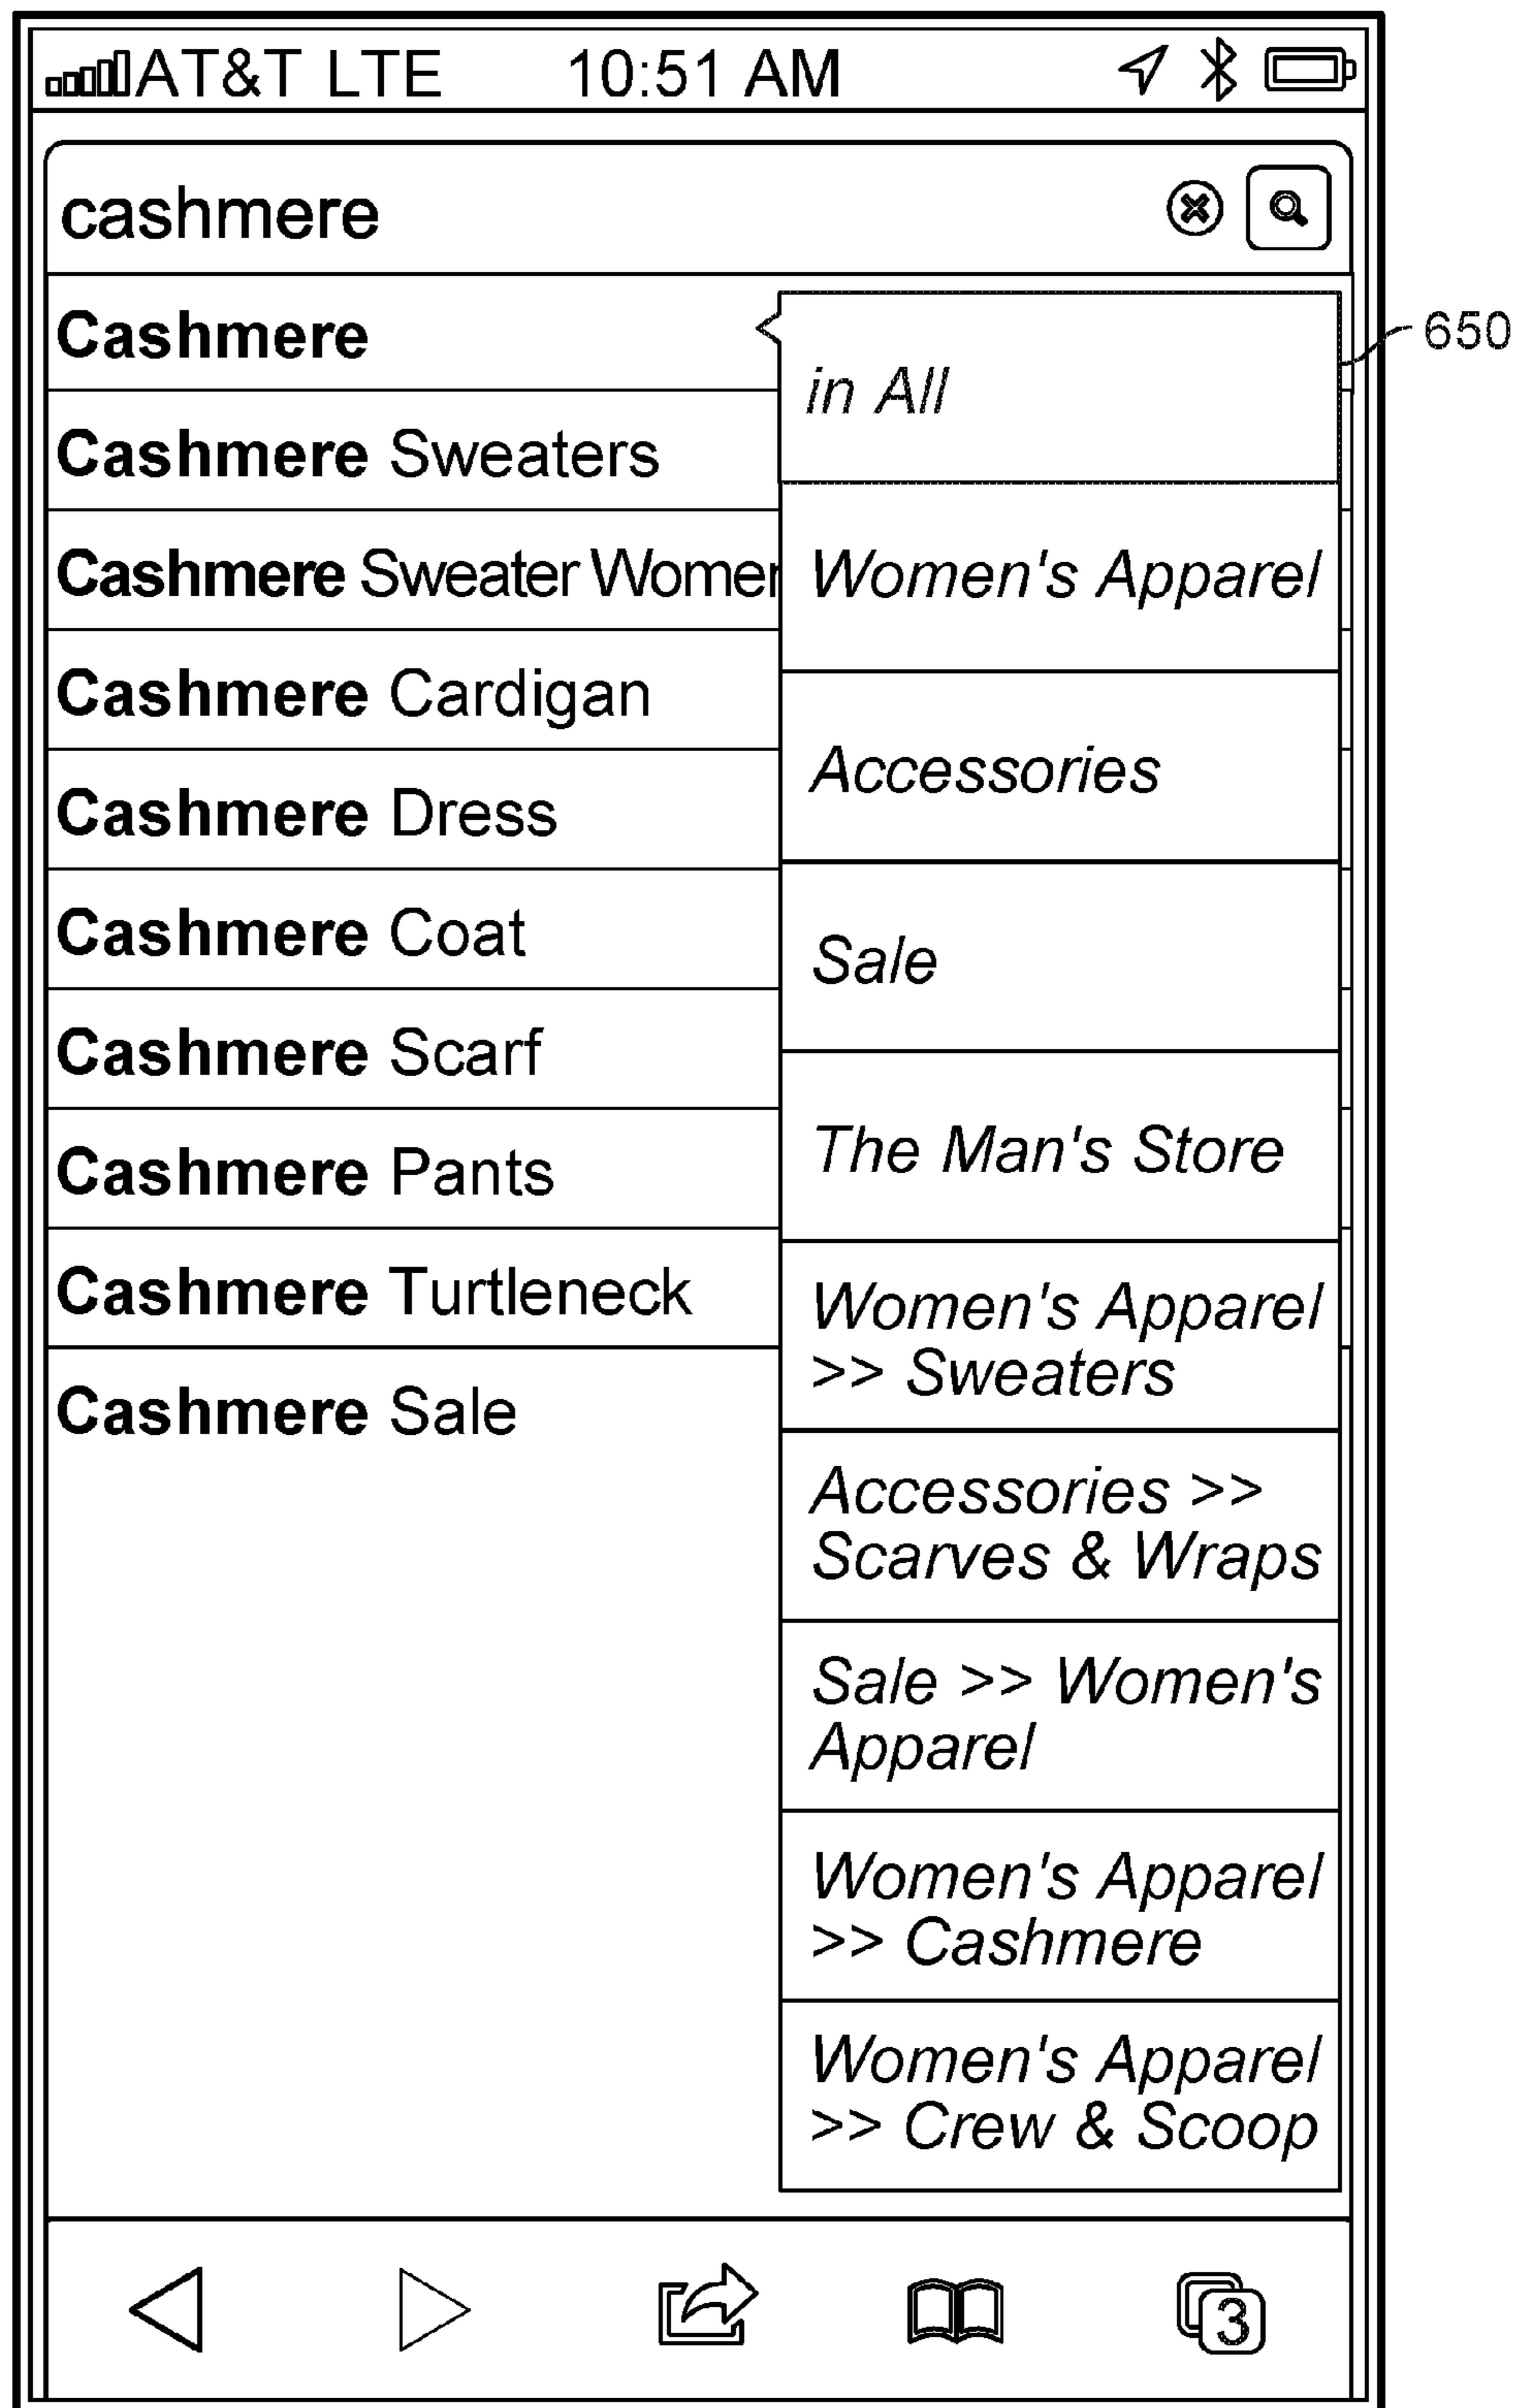 AT&T LTE 10:51 AM
cashmere
Cashmere
Cashmere Sweaters
Cashmere Sweater Women
Cashmere Cardigan
Cashmere Dress
Cashmere Coat
Cashmere Scarf
Cashmere Pants
Cashmere Turtleneck
Cashmere Sale
in All
650
Women's Apparel
Accessories
Sale
The Man's Store
Women's Apparel
>> Sweaters
Accessories >>
Scarves & Wraps
Sale >> Women's
Apparel
Women's Apparel
>> Cashmere
Women's Apparel
>> Crew & Scoop
3